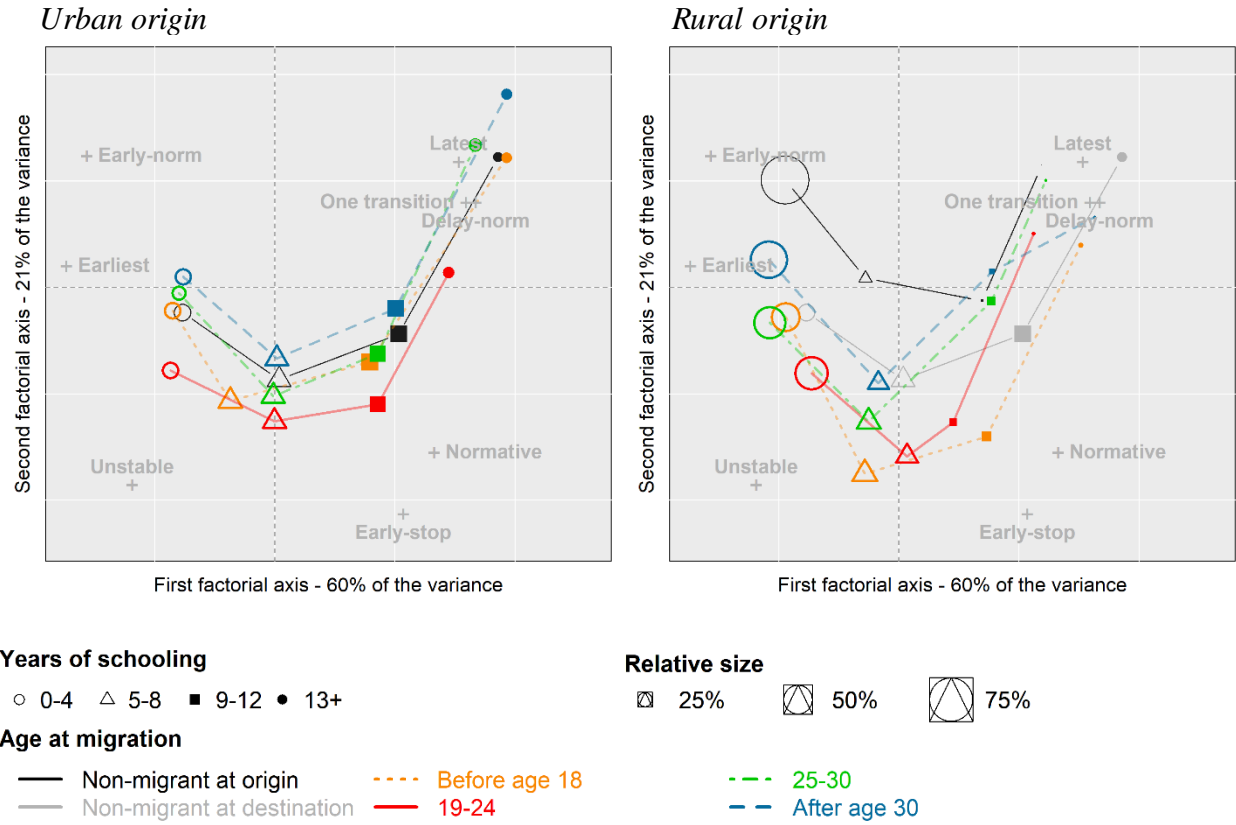 Urban origin
Rural origin
Second factorial axis - 21% of the variance
+ Early-norm
Latest
+
One transition ++
Delay-norm
+ Earliest
+ Normative
Unstable
+
+
Early-stop
First factorial axis - 60% of the variance
Second factorial axis - 21% of the variance
+ Early-norm
Latest
+
One transition ++
Delay-norm
+ Earliest
+ Normative
Unstable
+
+
Early-stop
First factorial axis - 60% of the variance
Years of schooling
0-4 5-8 9-12 13+
Relative size
25% 50% 75%
Age at migration
Non-migrant at origin Before age 18 25-30
Non-migrant at destination 19-24 After age 30